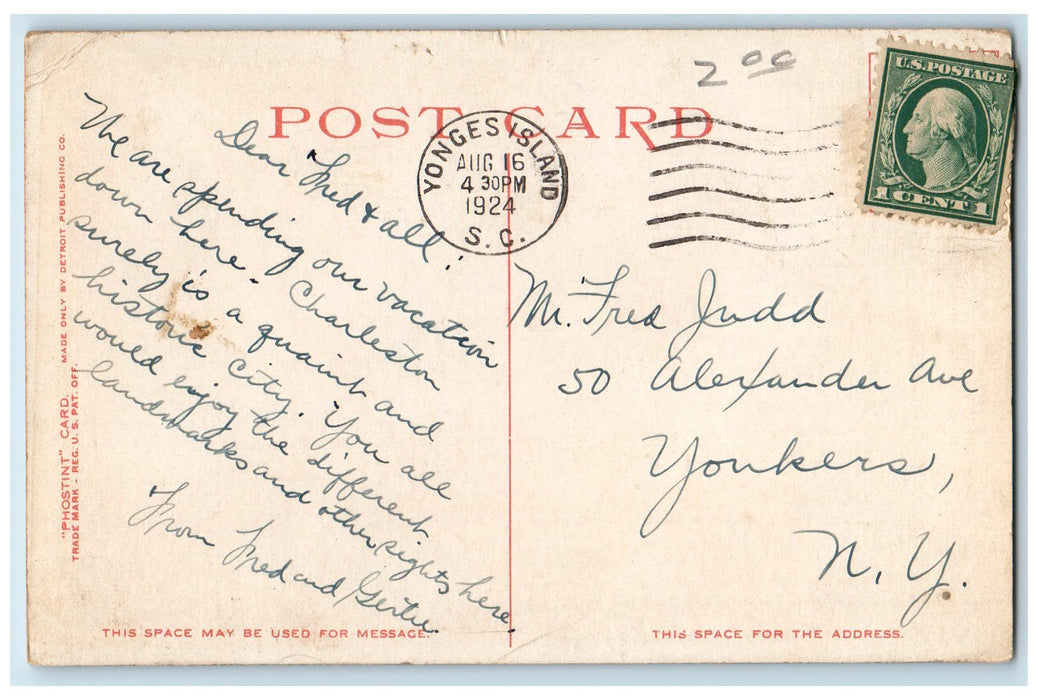 2 00
POST CARD
U.S. POSTAGE
1 CENT 1
YONGES ISLAND
AUG 16
4 30PM
1924
S.C.
Dear Fred & all:
We are spending our vacation
down here. Charleston
surely is a quaint and
historic city. You all
would enjoy the different
landmarks and other sights here.
From Fred and Gertie.
Mr. Fred Judd
50 Alexander Ave
Yonkers,
N.Y.
"PHOSTINT" CARD.
TRADE MARK - REG. U. S. PAT. OFF.
MADE ONLY BY DETROIT PUBLISHING CO.
THIS SPACE MAY BE USED FOR MESSAGE.
THIS SPACE FOR THE ADDRESS.